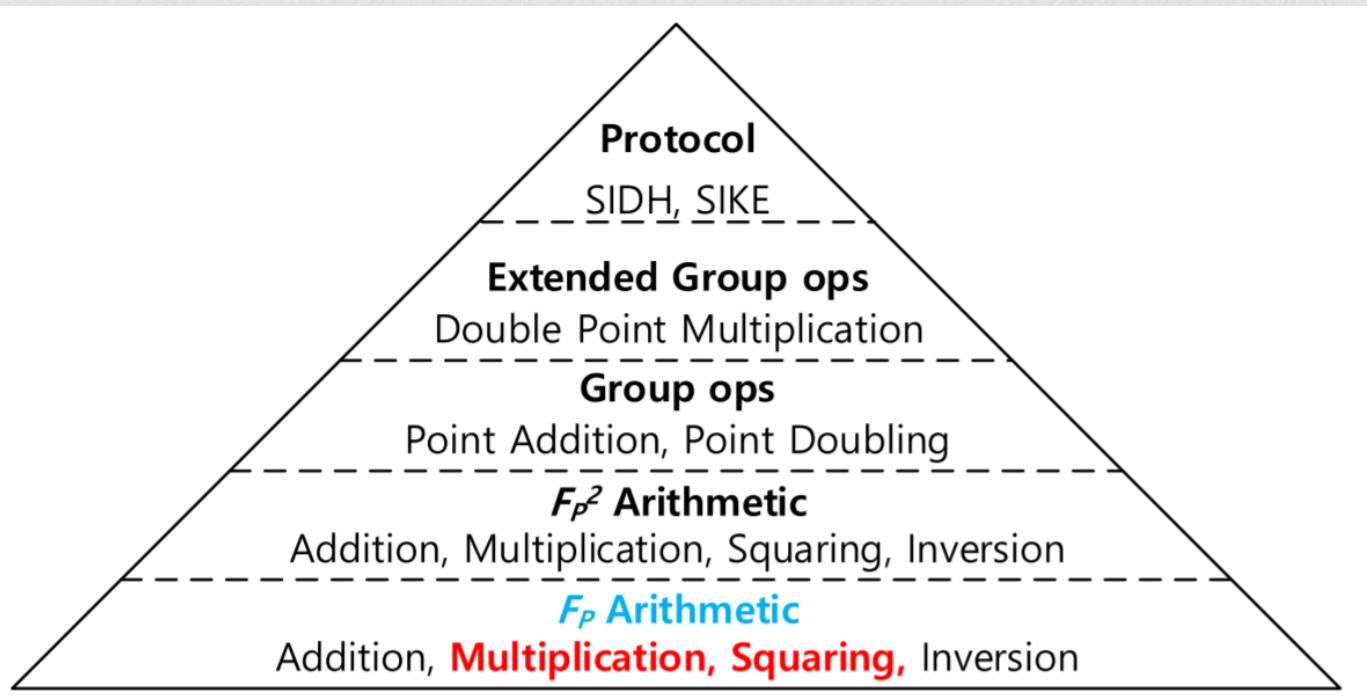 Protocol
SIDH, SIKE
Extended Group ops
Double Point Multiplication
Group ops
Point Addition, Point Doubling
Fₚ² Arithmetic
Addition, Multiplication, Squaring, Inversion
Fₚ Arithmetic
Addition, Multiplication, Squaring, Inversion